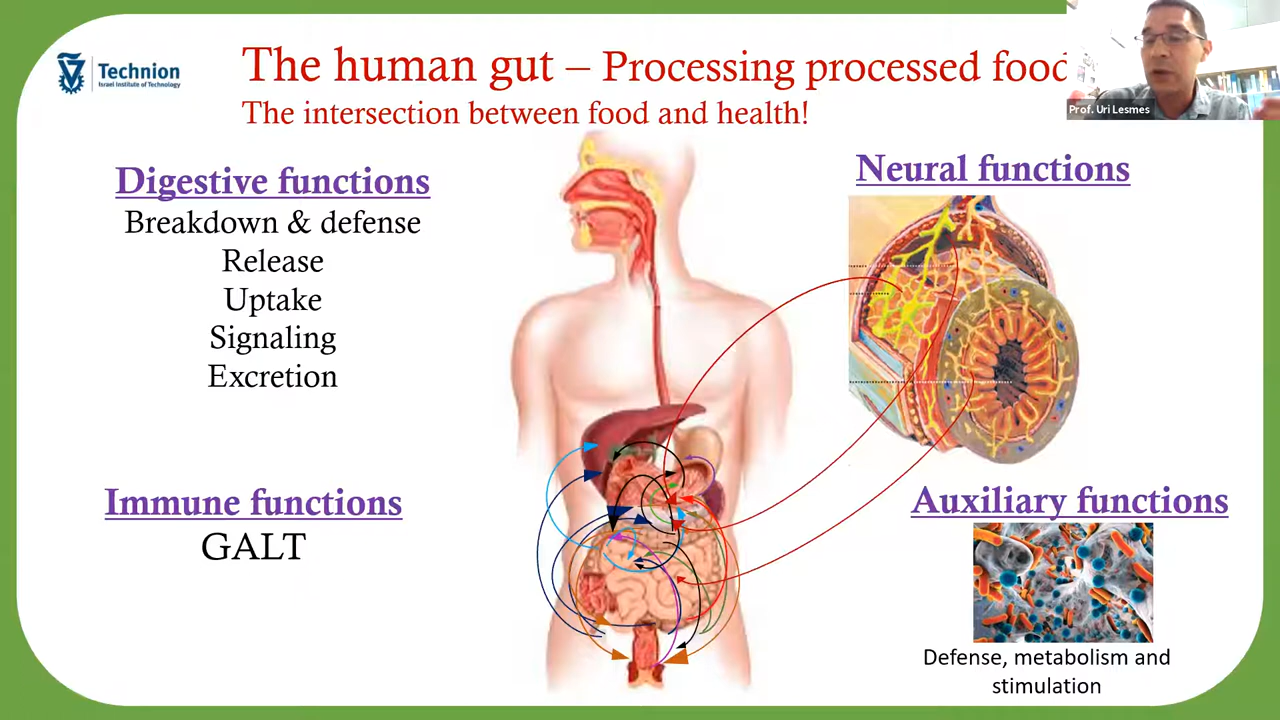 Technion
Israel Institute of Technology
The human gut – Processing processed food
The intersection between food and health!
Prof. Uri Lesmes
Digestive functions
Breakdown & defense
Release
Uptake
Signaling
Excretion
Neural functions
Immune functions
GALT
Auxiliary functions
Defense, metabolism and
stimulation